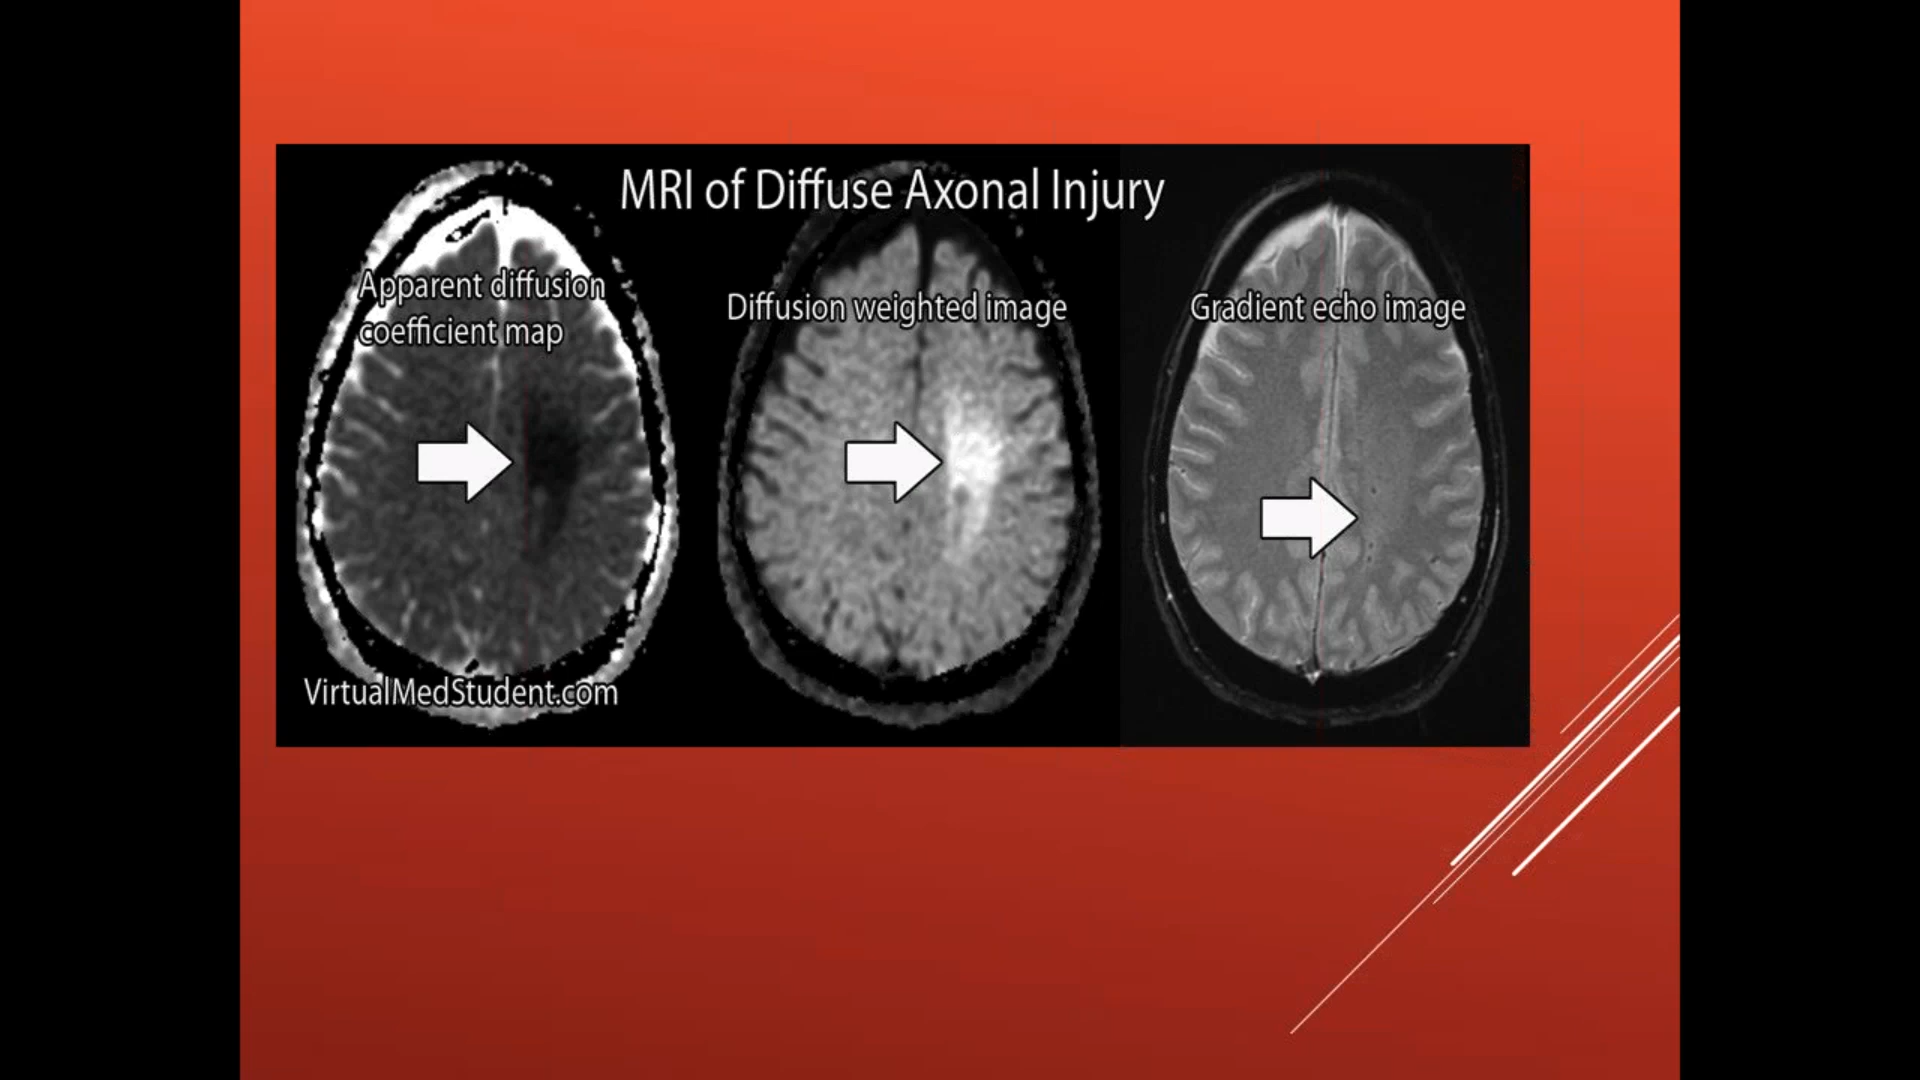 MRI of Diffuse Axonal Injury
Apparent diffusion
coefficient map
Diffusion weighted image
Gradient echo image
VirtualMedStudent.com